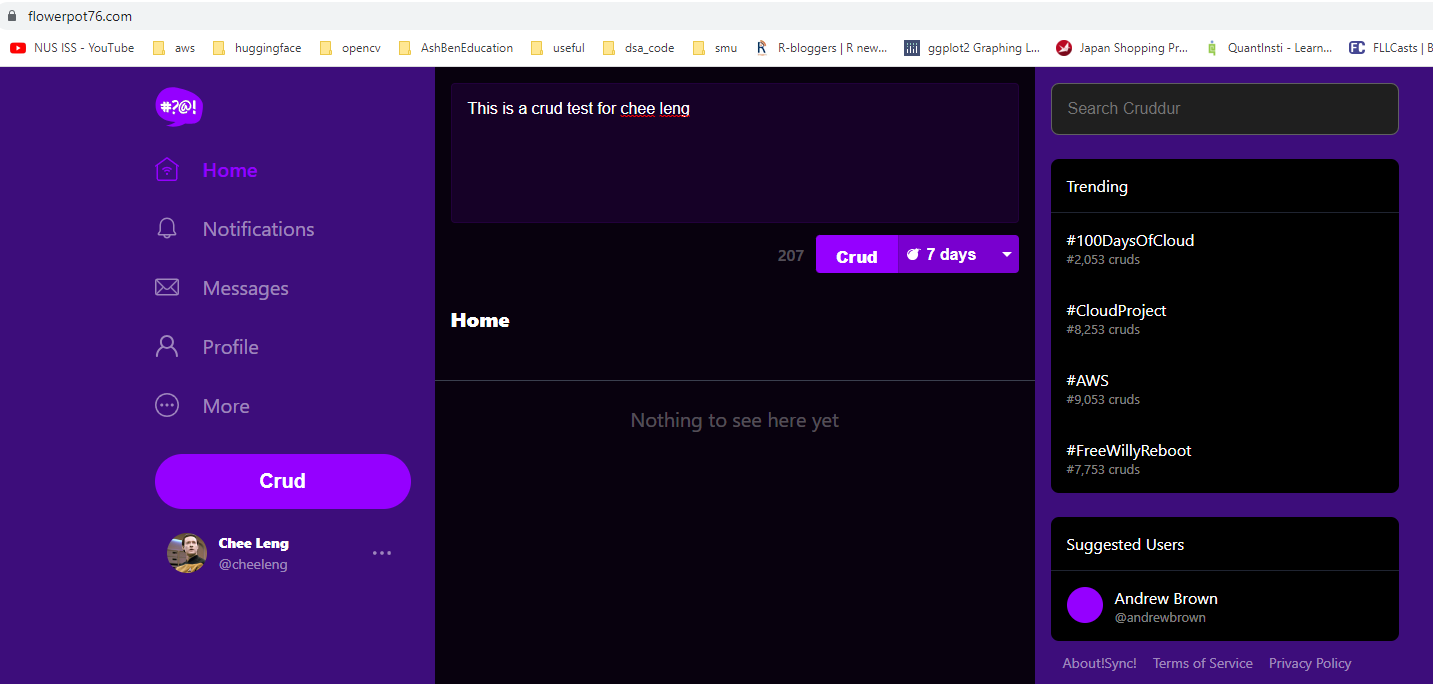 flowerpot76.com
NUS ISS - YouTube aws huggingface opencv AshBenEducation useful dsa_code smu R-bloggers | R new... ggplot2 Graphing L... Japan Shopping Pr... QuantInsti - Learn... FC FLLCasts | B
#?@!
Home
Notifications
Messages
Profile
More
Crud
Chee Leng
@cheeleng
This is a crud test for chee leng
207 Crud 7 days
Home
Nothing to see here yet
Search Cruddur
Trending
#100DaysOfCloud
#2,053 cruds
#CloudProject
#8,253 cruds
#AWS
#9,053 cruds
#FreeWillyReboot
#7,753 cruds
Suggested Users
Andrew Brown
@andrewbrown
About!Sync! Terms of Service Privacy Policy